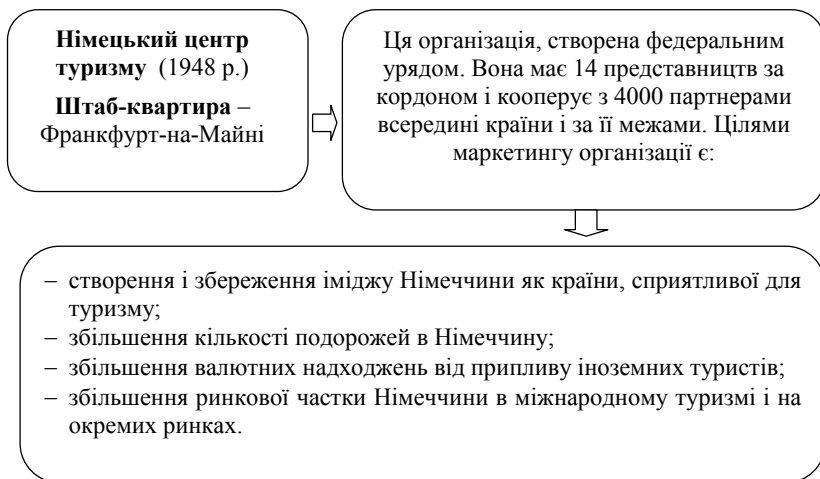 Німецький центр
туризму (1948 р.)
Штаб-квартира –
Франкфурт-на-Майні
Ця організація, створена федеральним
урядом. Вона має 14 представництв за
кордоном і кооперує з 4000 партнерами
всередині країни і за її межами. Цілями
маркетингу організації є:
– створення і збереження іміджу Німеччини як країни, сприятливої для
туризму;
– збільшення кількості подорожей в Німеччину;
– збільшення валютних надходжень від припливу іноземних туристів;
– збільшення ринкової частки Німеччини в міжнародному туризмі і на
окремих ринках.